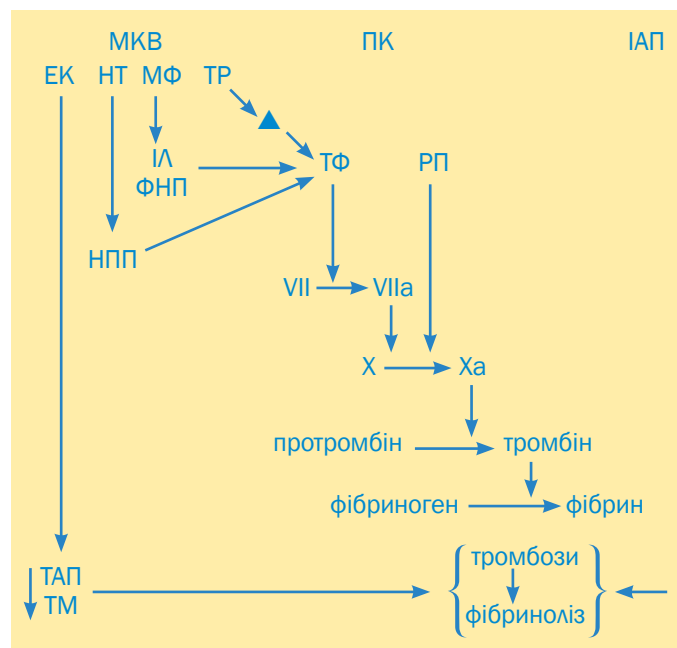 МКВ ПК ІАП
ЕК НТ МФ ТР
ІЛ
ФНП
ТФ РП
НПП
VII VIIa
X Xa
протромбін тромбін
фібриноген фібрин
ТАП
ТМ
тромбози
фібриноліз